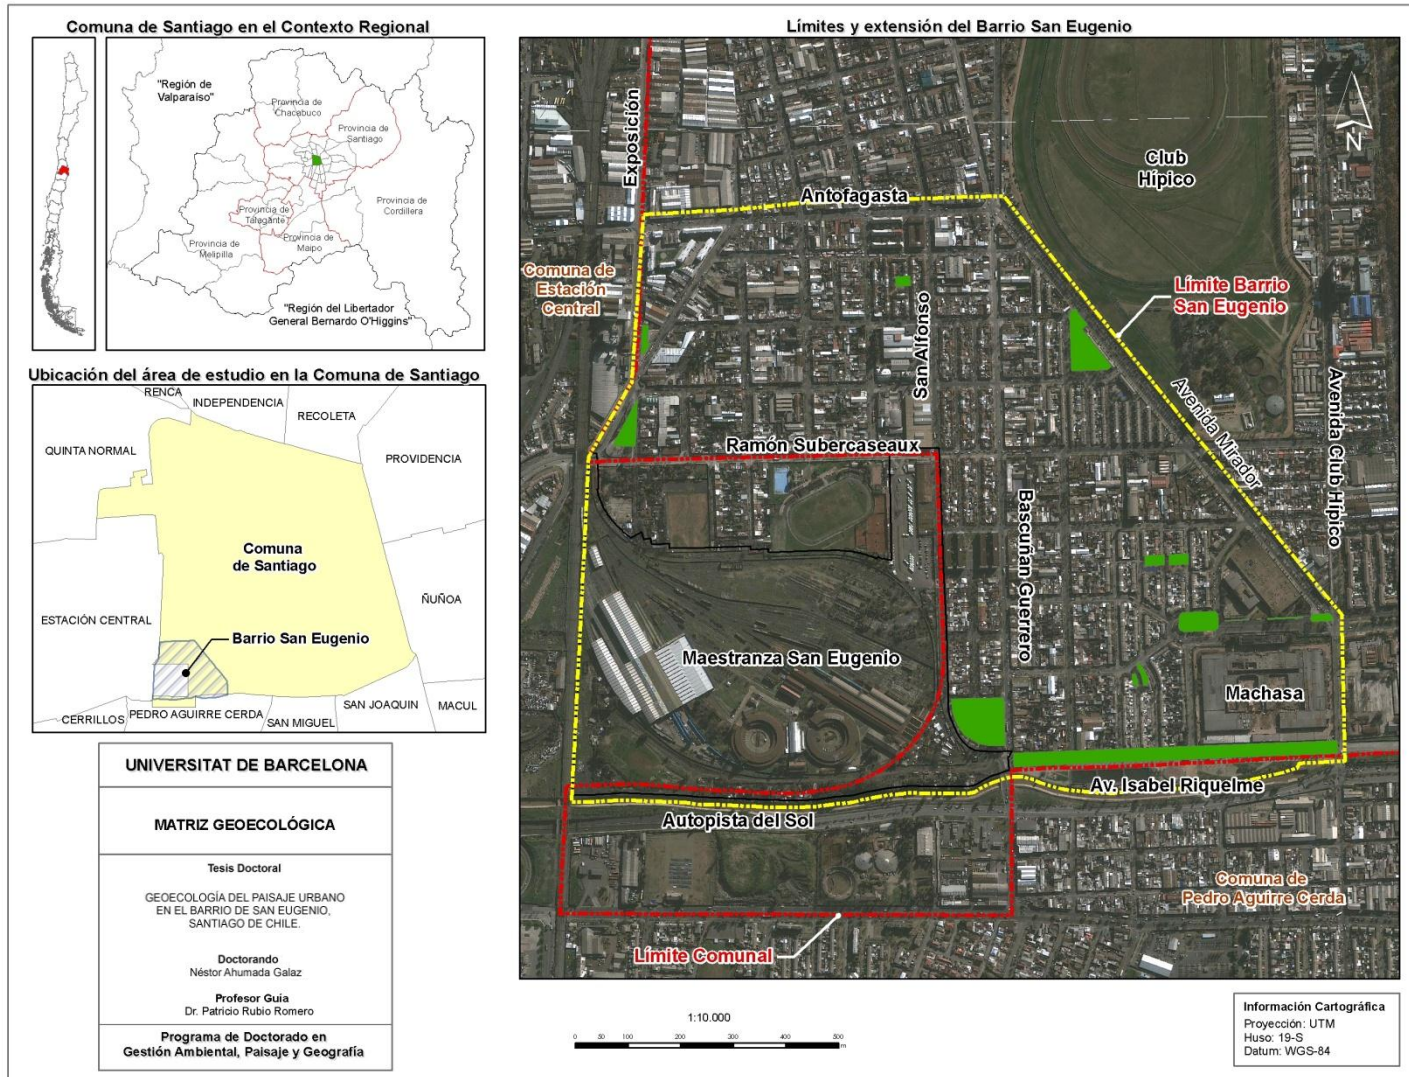 Comuna de Santiago en el Contexto Regional
"Región de
Valparaíso"
Provincia de
Chacabuco
Provincia de
Santiago
Provincia de
Cordillera
Provincia de
Talagante
Provincia de
Maipo
Provincia de
Melipilla
"Región del Libertador
General Bernardo O'Higgins"
Ubicación del área de estudio en la Comuna de Santiago
RENCA
INDEPENDENCIA
RECOLETA
QUINTA NORMAL
PROVIDENCIA
Comuna
de Santiago
ÑUÑOA
ESTACIÓN CENTRAL
Barrio San Eugenio
MACUL
SAN JOAQUIN
CERRILLOS
PEDRO AGUIRRE CERDA
SAN MIGUEL
UNIVERSITAT DE BARCELONA
MATRIZ GEOECOLÓGICA
Tesis Doctoral
GEOECOLOGÍA DEL PAISAJE URBANO
EN EL BARRIO DE SAN EUGENIO,
SANTIAGO DE CHILE.
Doctorando
Néstor Ahumada Galaz
Profesor Guía
Dr. Patricio Rubio Romero
Programa de Doctorado en
Gestión Ambiental, Paisaje y Geografía
Límites y extensión del Barrio San Eugenio
N
Exposición
Club
Hípico
Antofagasta
Comuna de
Estación
Central
Límite Barrio
San Eugenio
San Alfonso
Avenida Mirador
Avenida Club Hípico
Ramón Subercaseaux
Bascuñan Guerrero
Maestranza San Eugenio
Machasa
Av. Isabel Riquelme
Autopista del Sol
Comuna de
Pedro Aguirre Cerda
Límite Comunal
1:10.000
0 50 100 200 300 400 500
m
Información Cartográfica
Proyección: UTM
Huso: 19-S
Datum: WGS-84